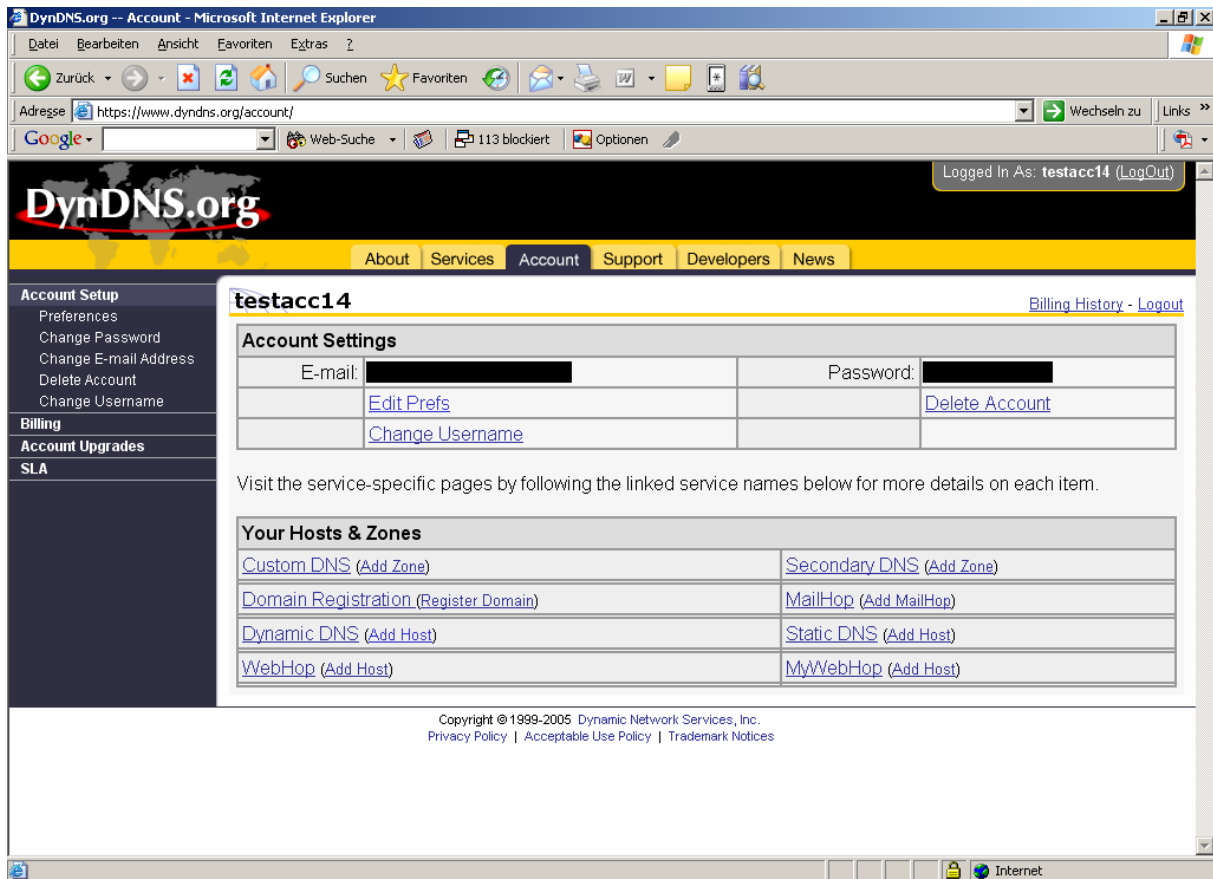 DynDNS.org -- Account - Microsoft Internet Explorer
Datei Bearbeiten Ansicht Favoriten Extras ?
Zurück Suchen Favoriten
Adresse https://www.dyndns.org/account/ Wechseln zu Links »
Google Web-Suche 113 blockiert Optionen
Logged In As: testacc14 (LogOut)
DynDNS.org
About Services Account Support Developers News
Account Setup
Preferences
Change Password
Change E-mail Address
Delete Account
Change Username
Billing
Account Upgrades
SLA
testacc14 Billing History - Logout
Account Settings
E-mail: Password:
Edit Prefs Delete Account
Change Username
Visit the service-specific pages by following the linked service names below for more details on each item.
Your Hosts & Zones
Custom DNS (Add Zone) Secondary DNS (Add Zone)
Domain Registration (Register Domain) MailHop (Add MailHop)
Dynamic DNS (Add Host) Static DNS (Add Host)
WebHop (Add Host) MyWebHop (Add Host)
Copyright © 1999-2005 Dynamic Network Services, Inc.
Privacy Policy | Acceptable Use Policy | Trademark Notices
Internet